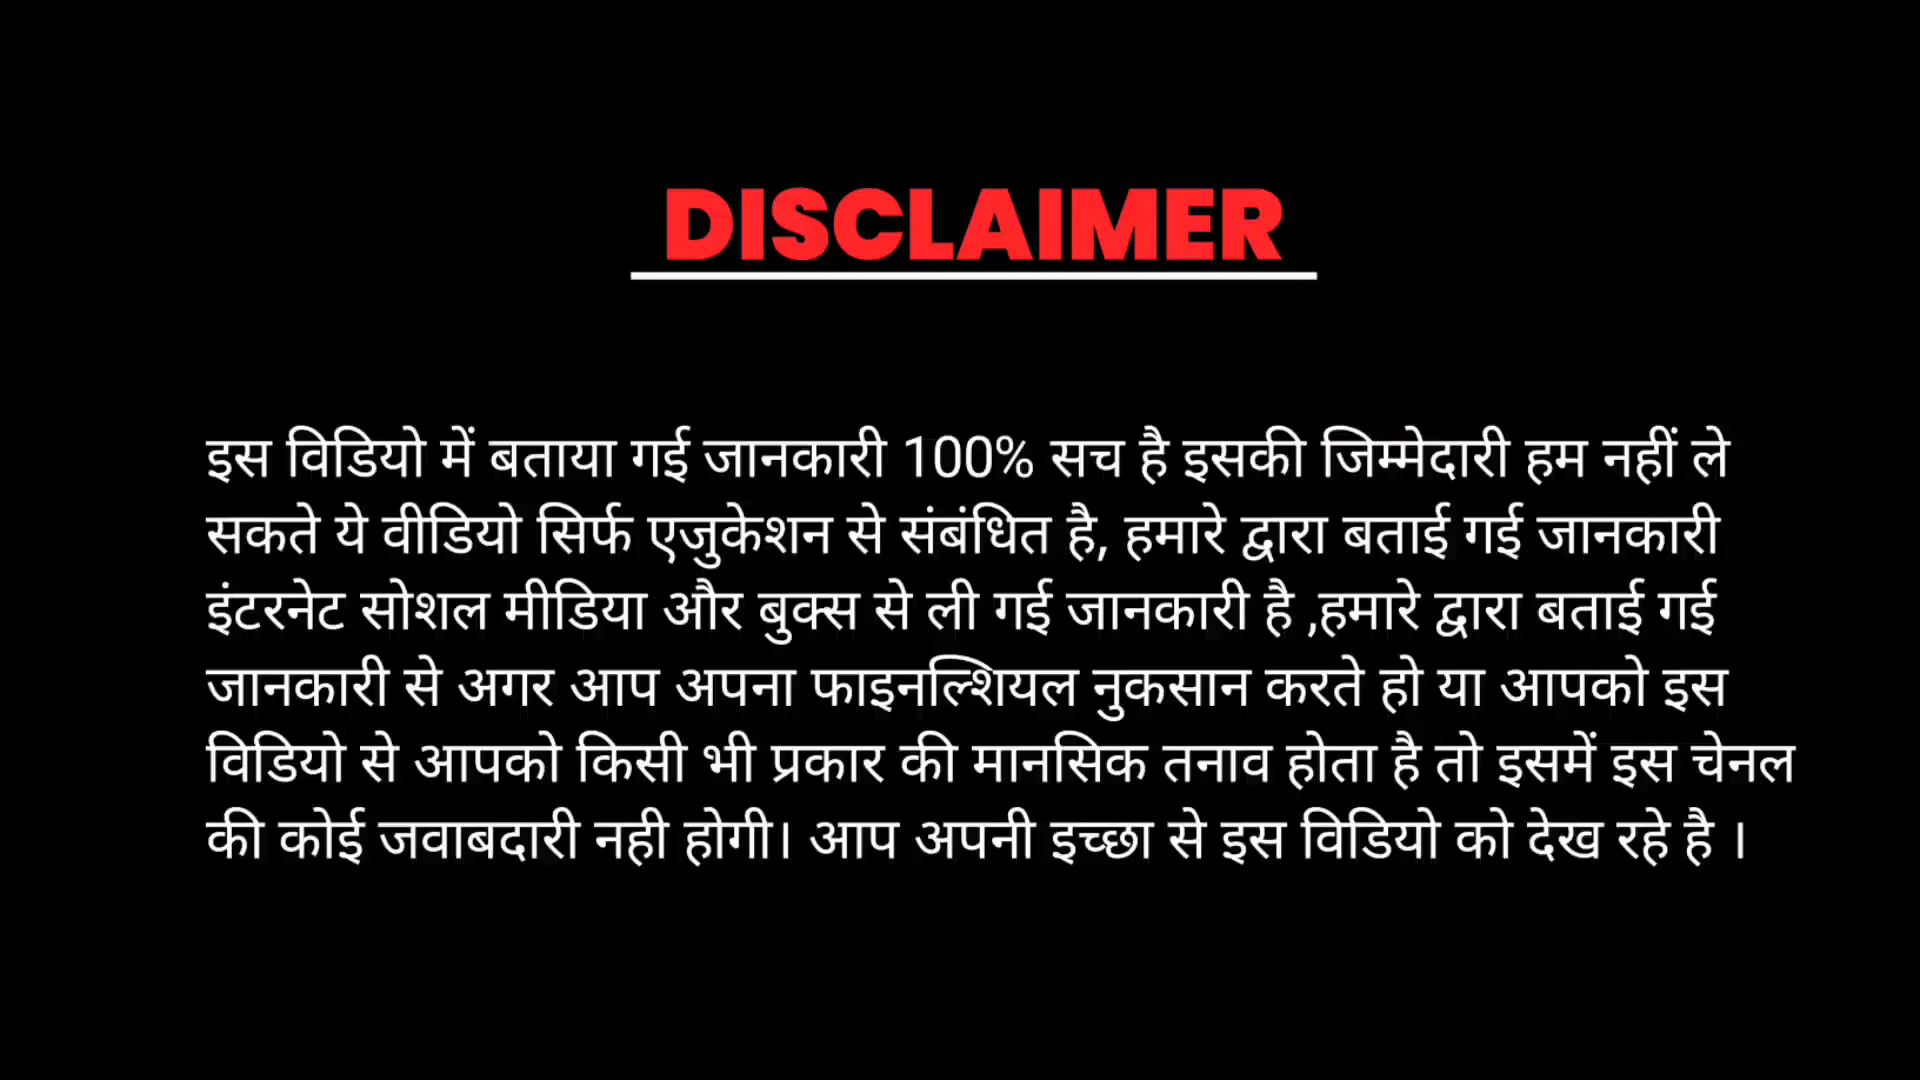 DISCLAIMER
इस विडियो में बताया गई जानकारी 100% सच है इसकी जिम्मेदारी हम नहीं ले
सकते ये वीडियो सिर्फ एजुकेशन से संबंधित है, हमारे द्वारा बताई गई जानकारी
इंटरनेट सोशल मीडिया और बुक्स से ली गई जानकारी है ,हमारे द्वारा बताई गई
जानकारी से अगर आप अपना फाइनल्शियल नुकसान करते हो या आपको इस
विडियो से आपको किसी भी प्रकार की मानसिक तनाव होता है तो इसमें इस चेनल
की कोई जवाबदारी नही होगी। आप अपनी इच्छा से इस विडियो को देख रहे है ।